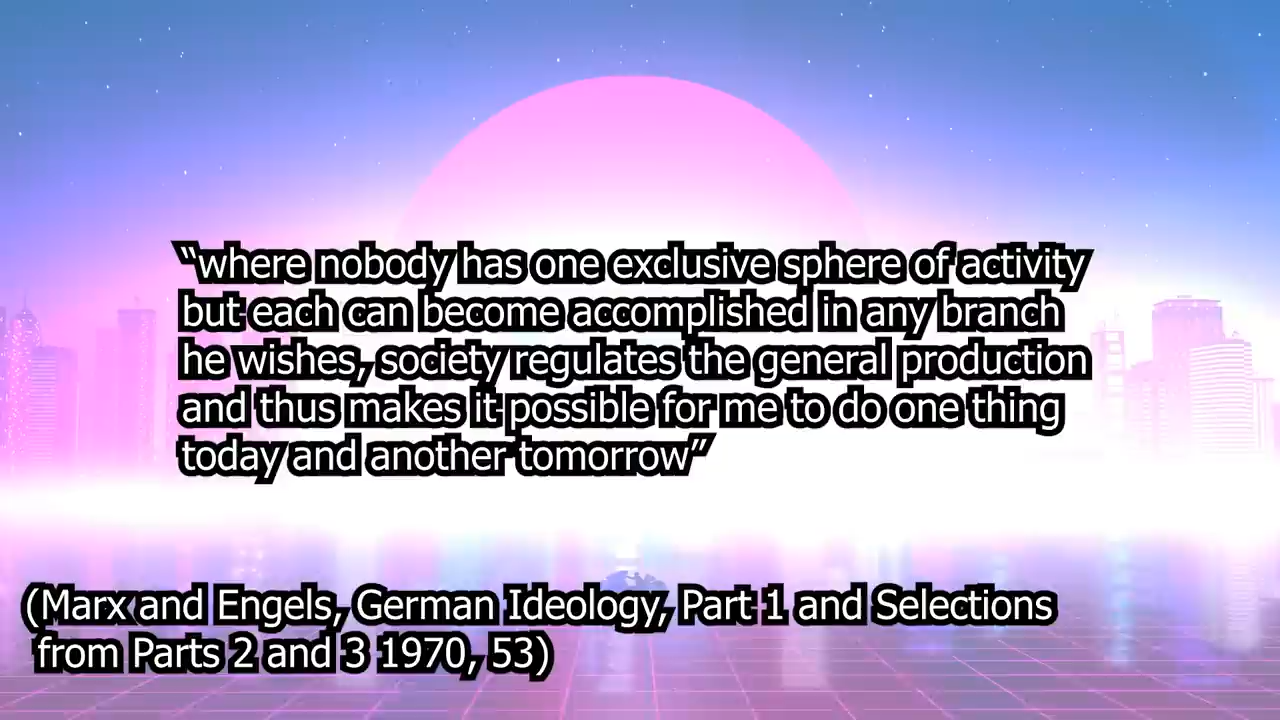 “where nobody has one exclusive sphere of activity
but each can become accomplished in any branch
he wishes, society regulates the general production
and thus makes it possible for me to do one thing
today and another tomorrow”
(Marx and Engels, German Ideology, Part 1 and Selections
from Parts 2 and 3 1970, 53)